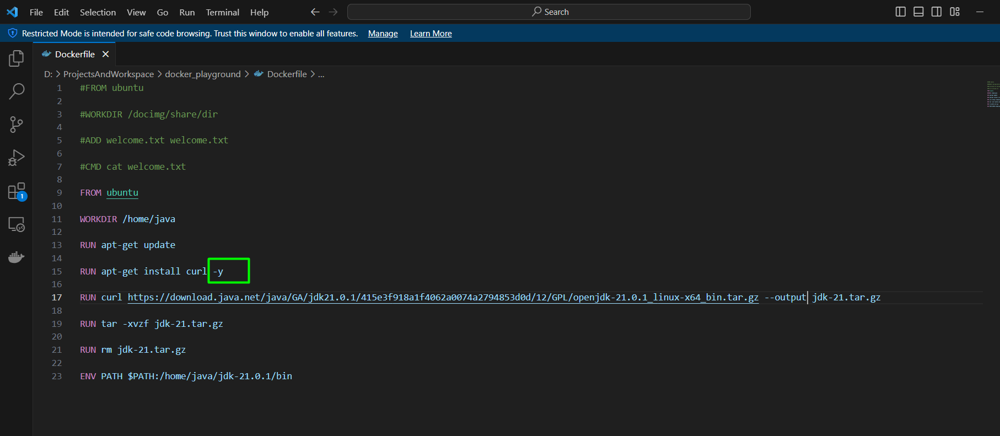 File Edit Selection View Go Run Terminal Help Search
Restricted Mode is intended for safe code browsing. Trust this window to enable all features. Manage Learn More
Dockerfile
D: > ProjectsAndWorkspace > docker_playground > Dockerfile > ...
1 #FROM ubuntu
2
3 #WORKDIR /docimg/share/dir
4
5 #ADD welcome.txt welcome.txt
6
7 #CMD cat welcome.txt
8
9 FROM ubuntu
10
11 WORKDIR /home/java
12
13 RUN apt-get update
14
15 RUN apt-get install curl -y
16
17 RUN curl https://download.java.net/java/GA/jdk21.0.1/415e3f918a1f4062a0074a2794853d0d/12/GPL/openjdk-21.0.1_linux-x64_bin.tar.gz --output jdk-21.tar.gz
18
19 RUN tar -xvzf jdk-21.tar.gz
20
21 RUN rm jdk-21.tar.gz
22
23 ENV PATH $PATH:/home/java/jdk-21.0.1/bin
1